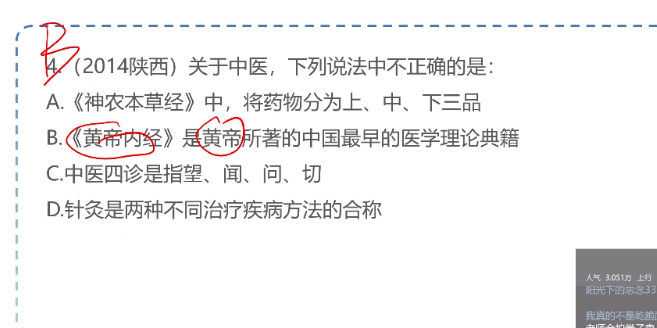 B
4.（2014陕西）关于中医，下列说法中不正确的是：
A.《神农本草经》中，将药物分为上、中、下三品
B.《黄帝内经》是黄帝所著的中国最早的医学理论典籍
C.中医四诊是指望、闻、问、切
D.针灸是两种不同治疗疾病方法的合称
人气 3.051万 上行
阳光下的思念33
我真的不是乾脆